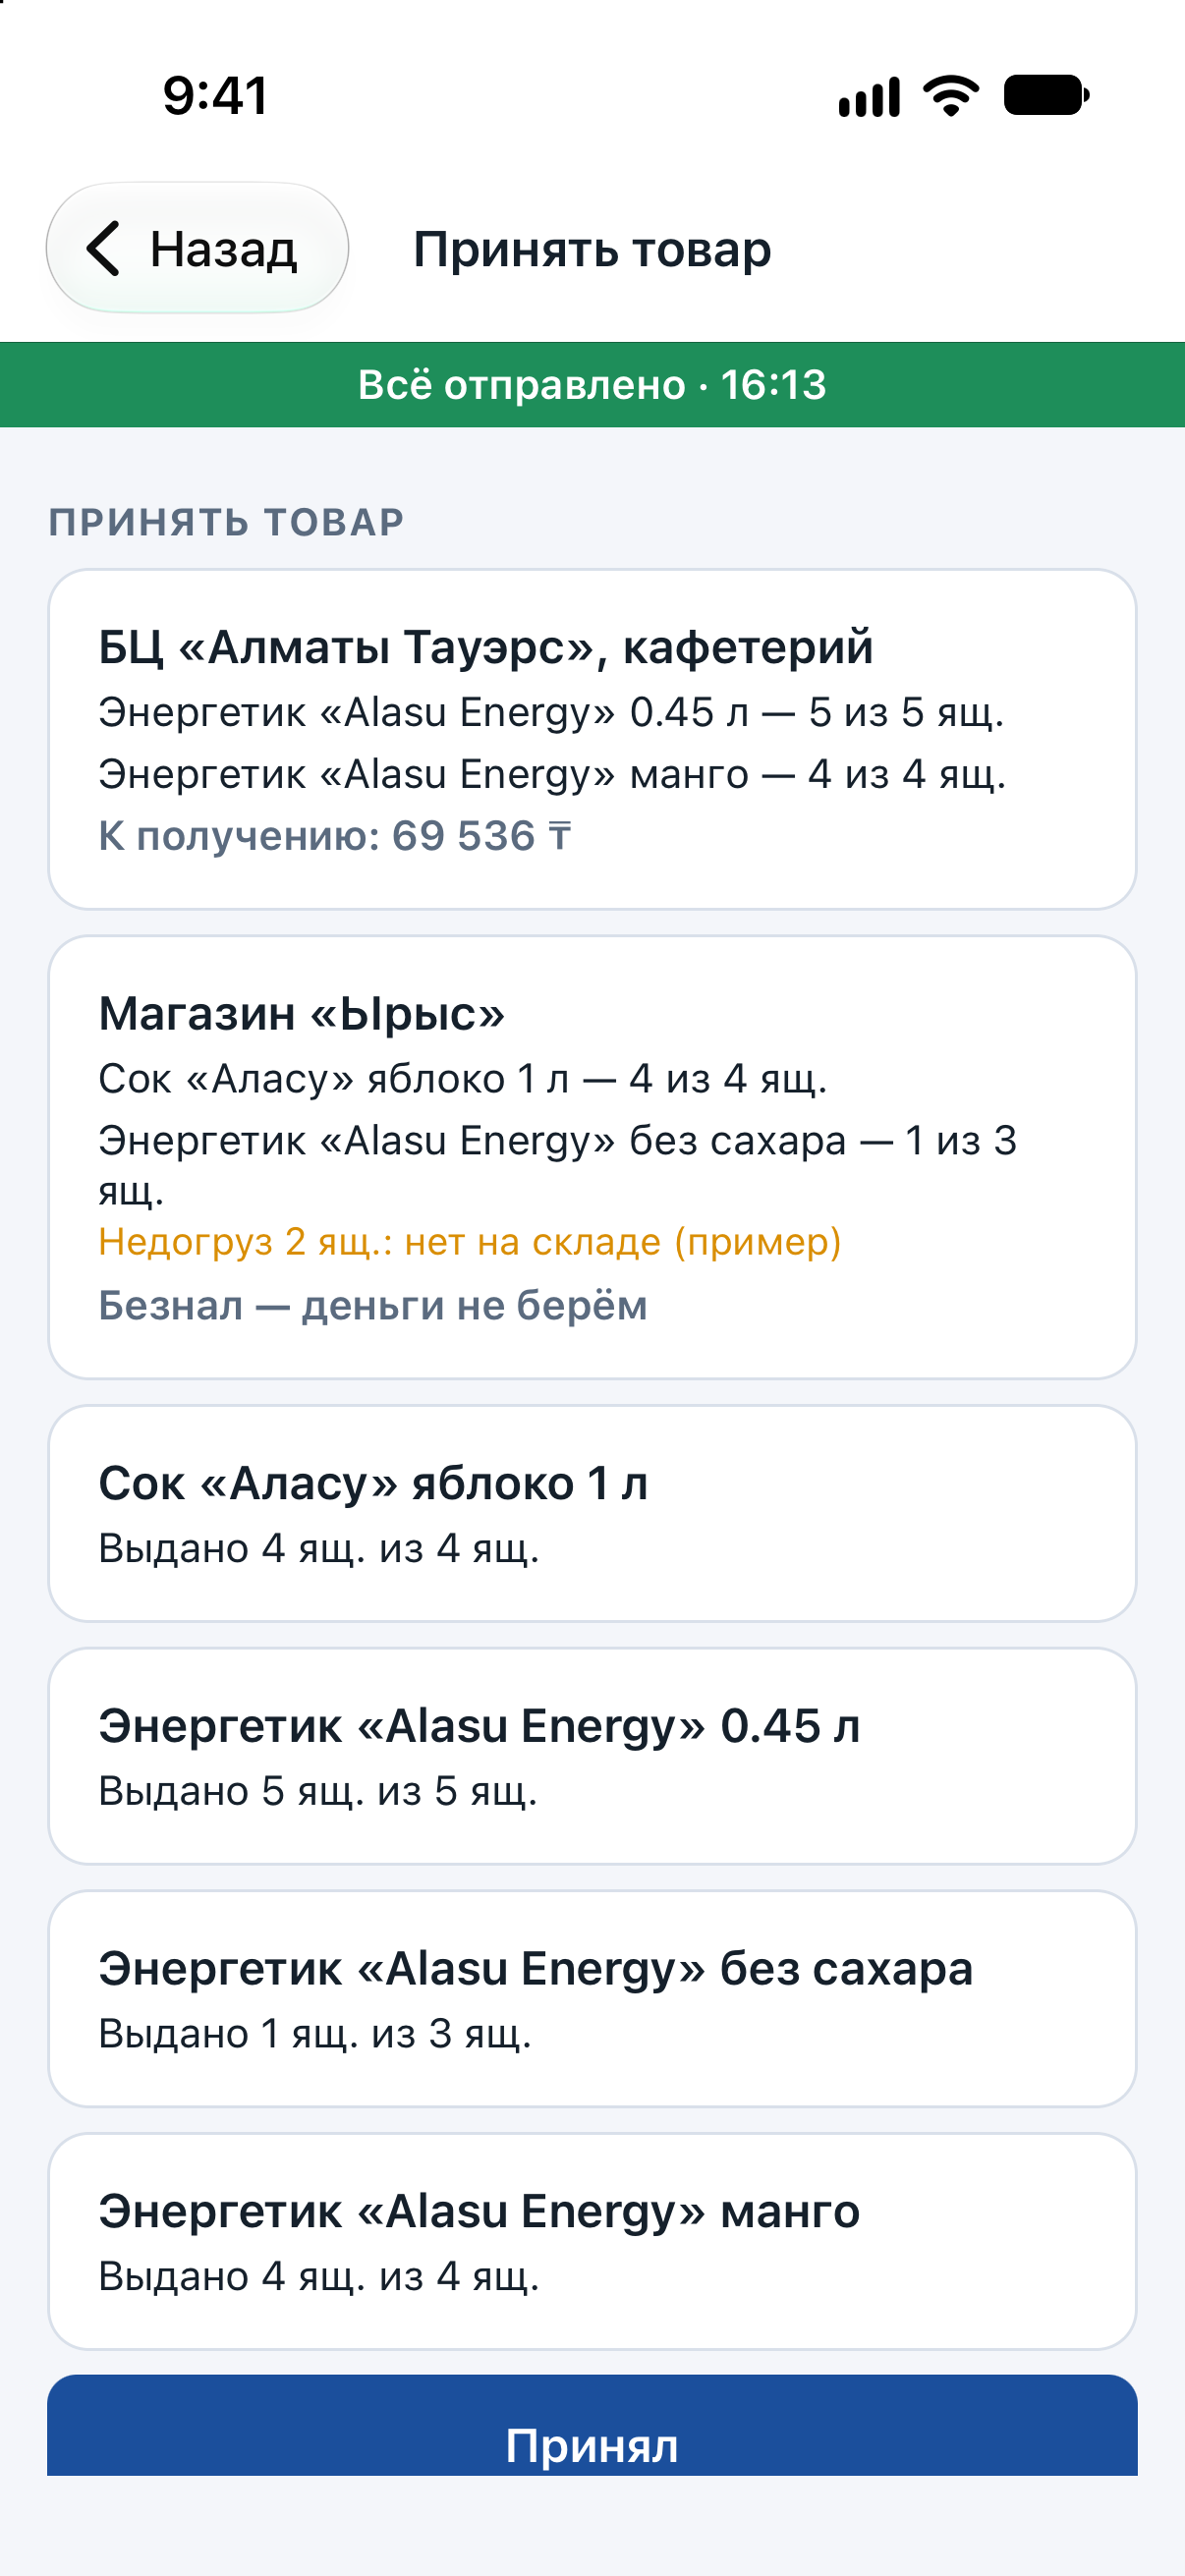 9:41
Назад
Принять товар
Всё отправлено · 16:13
ПРИНЯТЬ ТОВАР
БЦ «Алматы Тауэрс», кафетерий
Энергетик «Alasu Energy» 0.45 л — 5 из 5 ящ.
Энергетик «Alasu Energy» манго — 4 из 4 ящ.
К получению: 69 536 ₸
Магазин «Ырыс»
Сок «Аласу» яблоко 1 л — 4 из 4 ящ.
Энергетик «Alasu Energy» без сахара — 1 из 3
ящ.
Недогруз 2 ящ.: нет на складе (пример)
Безнал — деньги не берём
Сок «Аласу» яблоко 1 л
Выдано 4 ящ. из 4 ящ.
Энергетик «Alasu Energy» 0.45 л
Выдано 5 ящ. из 5 ящ.
Энергетик «Alasu Energy» без сахара
Выдано 1 ящ. из 3 ящ.
Энергетик «Alasu Energy» манго
Выдано 4 ящ. из 4 ящ.
Принял